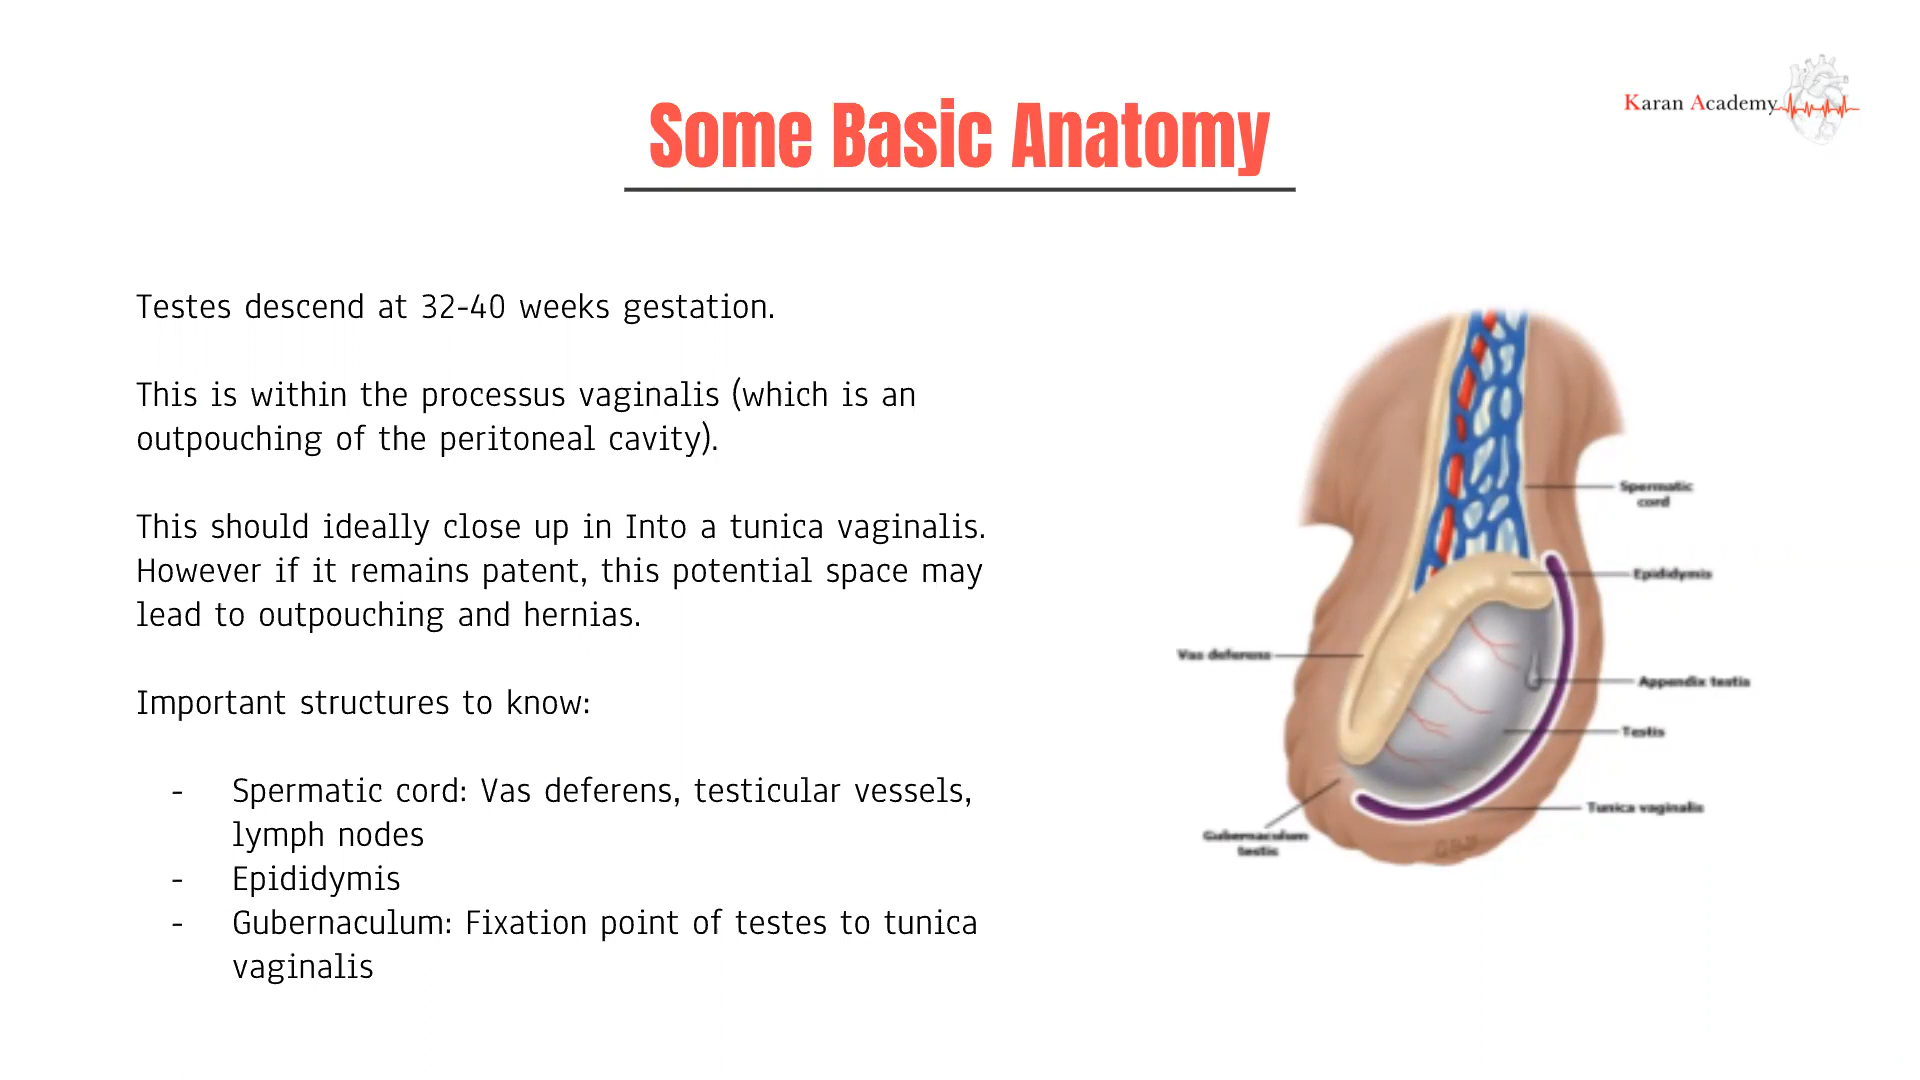 Karan Academy
Some Basic Anatomy
Testes descend at 32-40 weeks gestation.
This is within the processus vaginalis (which is an
outpouching of the peritoneal cavity).
This should ideally close up in Into a tunica vaginalis.
However if it remains patent, this potential space may
lead to outpouching and hernias.
Important structures to know:
- Spermatic cord: Vas deferens, testicular vessels,
lymph nodes
- Epididymis
- Gubernaculum: Fixation point of testes to tunica
vaginalis
Spermatic
cord
Epididymis
Vas deferens
Appendix testis
Testis
Tunica vaginalis
Gubernaculum
testis